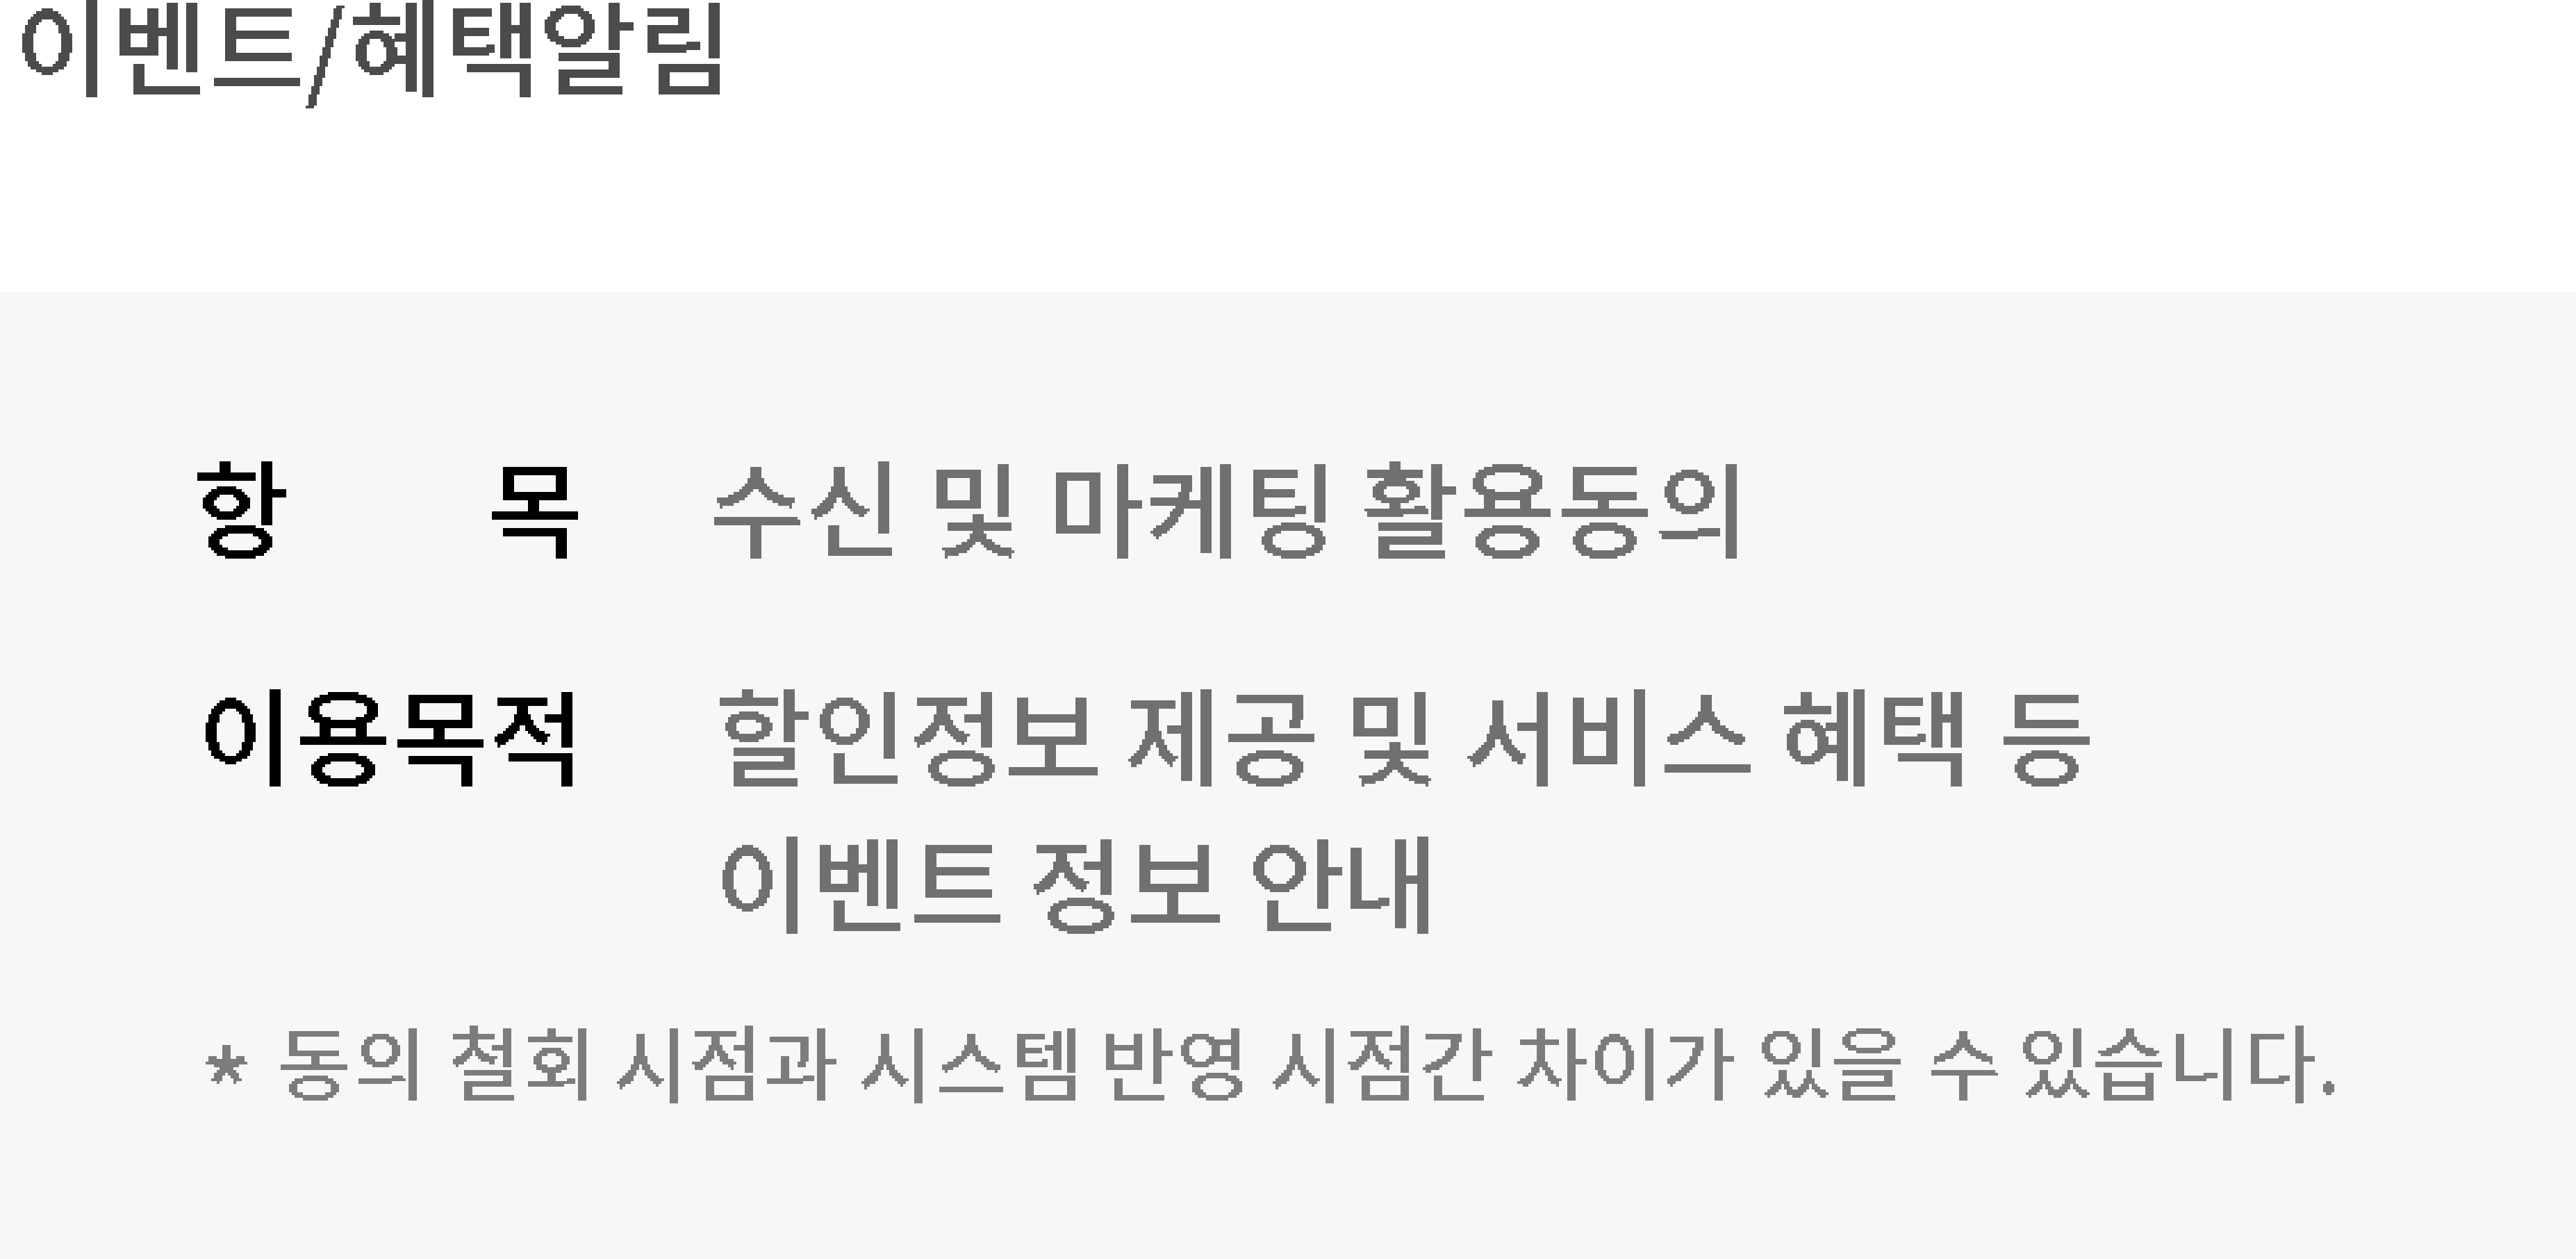 이벤트/혜택알림
항 목 수신 및 마케팅 활용동의
이용목적 할인정보 제공 및 서비스 혜택 등
이벤트 정보 안내
* 동의 철회 시점과 시스템 반영 시점간 차이가 있을 수 있습니다.